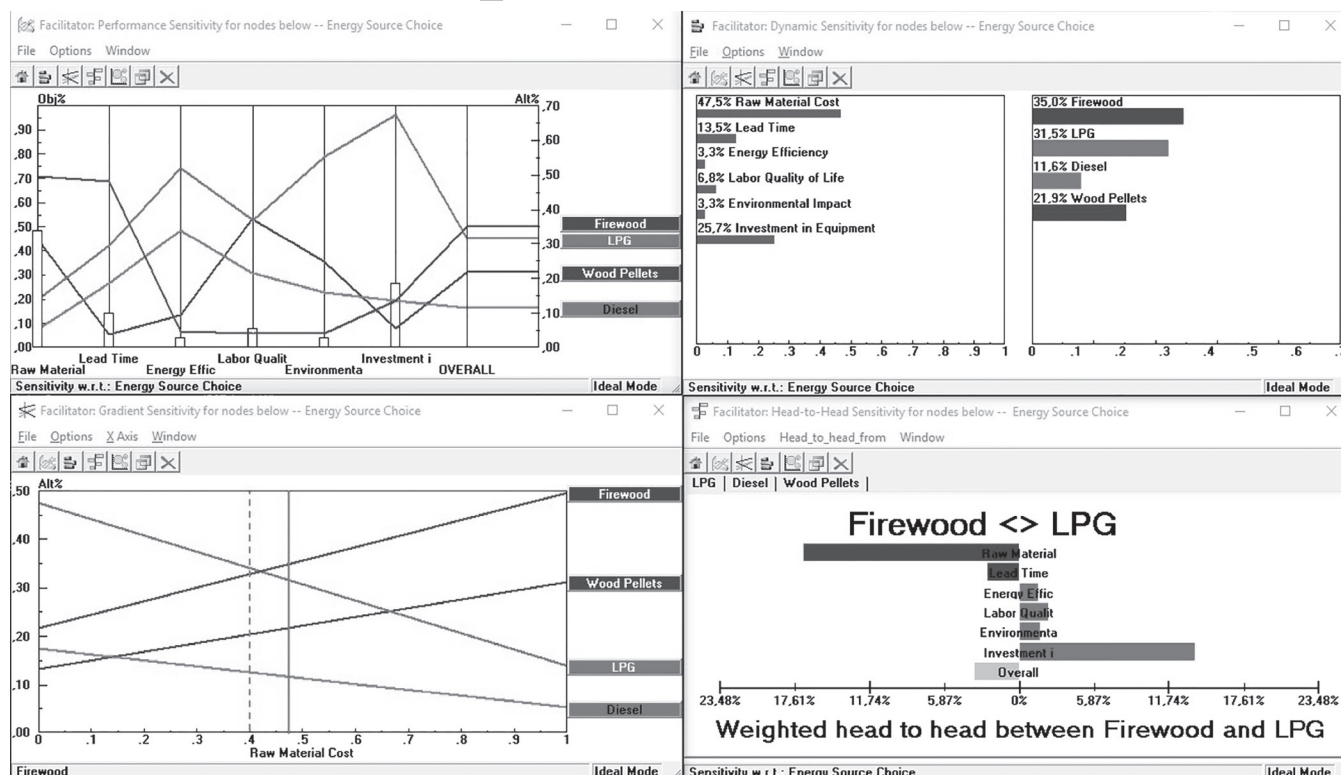 Facilitator: Performance Sensitivity for nodes below -- Energy Source Choice
File Options Window
Obj% Alt%
,90
,80
,70
,60
,50
,40
,30
,20
,10
,00
,70
,60
,50
,40
,30
,20
,10
,00
Firewood
LPG
Wood Pellets
Diesel
Lead Time Labor Qualit Investment i
Raw Material Energy Effic Environmenta OVERALL
Sensitivity w.r.t.: Energy Source Choice Ideal Mode
Facilitator: Dynamic Sensitivity for nodes below -- Energy Source Choice
File Options Window
47,5% Raw Material Cost
13,5% Lead Time
3,3% Energy Efficiency
6,8% Labor Quality of Life
3,3% Environmental Impact
25,7% Investment in Equipment
0 .1 .2 .3 .4 .5 .6 .7 .8 .9 1
35,0% Firewood
31,5% LPG
11,6% Diesel
21,9% Wood Pellets
0 .1 .2 .3 .4 .5 .6 .7
Sensitivity w.r.t.: Energy Source Choice Ideal Mode
Facilitator: Gradient Sensitivity for nodes below -- Energy Source Choice
File Options X Axis Window
Alt%
,50
,40
,30
,20
,10
,00
Firewood
Wood Pellets
LPG
Diesel
0 .1 .2 .3 .4 .5 .6 .7 .8 .9 1
Raw Material Cost
Firewood Ideal Mode
Facilitator: Head-to-Head Sensitivity for nodes below -- Energy Source Choice
File Options Head_to_head_from Window
LPG | Diesel | Wood Pellets |
Firewood <> LPG
Raw Material
Lead Time
Energy Effic
Labor Qualit
Environmenta
Investment i
Overall
23,48% 17,61% 11,74% 5,87% 0% 5,87% 11,74% 17,61% 23,48%
Weighted head to head between Firewood and LPG
Sensitivity w.r.t.: Energy Source Choice Ideal Mode